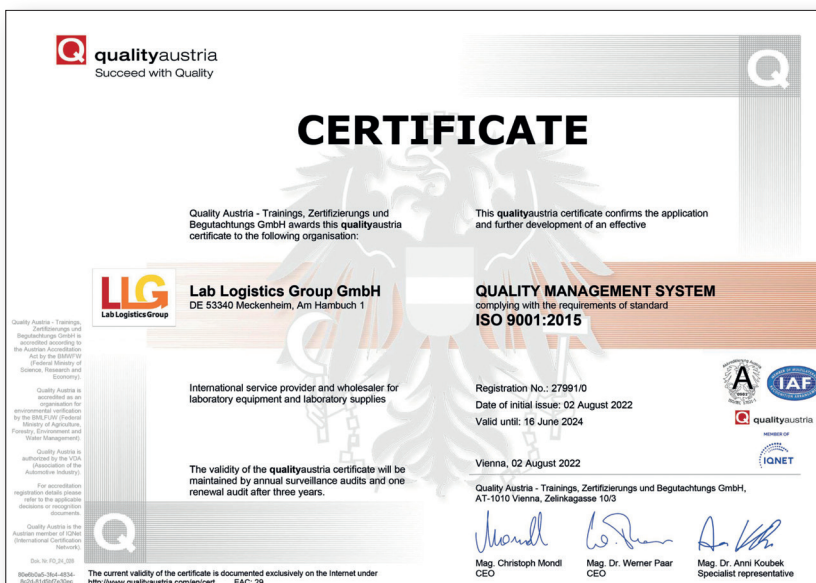 qualityaustria
Succeed with Quality
CERTIFICATE
Quality Austria - Trainings, Zertifizierungs und
Begutachtungs GmbH awards this qualityaustria
certificate to the following organisation:
This qualityaustria certificate confirms the application
and further development of an effective
LLG
Lab Logistics Group
Lab Logistics Group GmbH
DE 53340 Meckenheim, Am Hambuch 1
QUALITY MANAGEMENT SYSTEM
complying with the requirements of standard
ISO 9001:2015
Quality Austria - Trainings,
Zertifizierungs und
Begutachtungs GmbH is
accredited according to
the Austrian Accreditation
Act by the BMWFW
(Federal Ministry of
Science, Research and
Economy).
Quality Austria is
accredited as an
organisation for
environmental verification
by the BMLFUW (Federal
Ministry of Agriculture,
Forestry, Environment and
Water Management).
Quality Austria is
authorized by the VDA
(Association of the
Automotive Industry).
For accreditation
registration details please
refer to the applicable
decisions or recognition
documents.
Quality Austria is the
Austrian member of IQNet
(International Certification
Network).
International service provider and wholesaler for
laboratory equipment and laboratory supplies
Registration No.: 27991/0
Date of initial issue: 02 August 2022
Valid until: 16 June 2024
A
IAF
qualityaustria
MEMBER OF
IQNET
The validity of the qualityaustria certificate will be
maintained by annual surveillance audits and one
renewal audit after three years.
Vienna, 02 August 2022
Quality Austria - Trainings, Zertifizierungs und Begutachtungs GmbH,
AT-1010 Vienna, Zelinkagasse 10/3
Mag. Christoph Mondl
CEO
Mag. Dr. Werner Paar
CEO
Mag. Dr. Anni Koubek
Specialist representative
The current validity of the certificate is documented exclusively on the Internet under
http://www.qualityaustria.com/en/cert EAC: 29